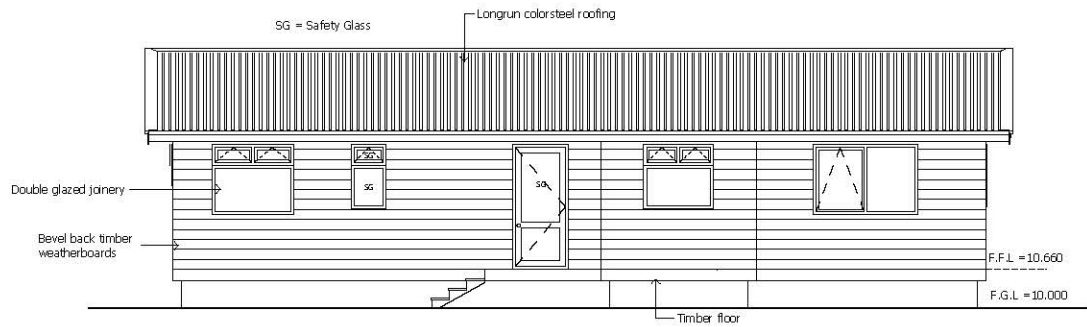 Longrun colorsteel roofing
SG = Safety Glass
SG
Double glazed joinery
SG
SG
Bevel back timber
weatherboards
F.F.L =10.660
F.G.L =10.000
Timber floor